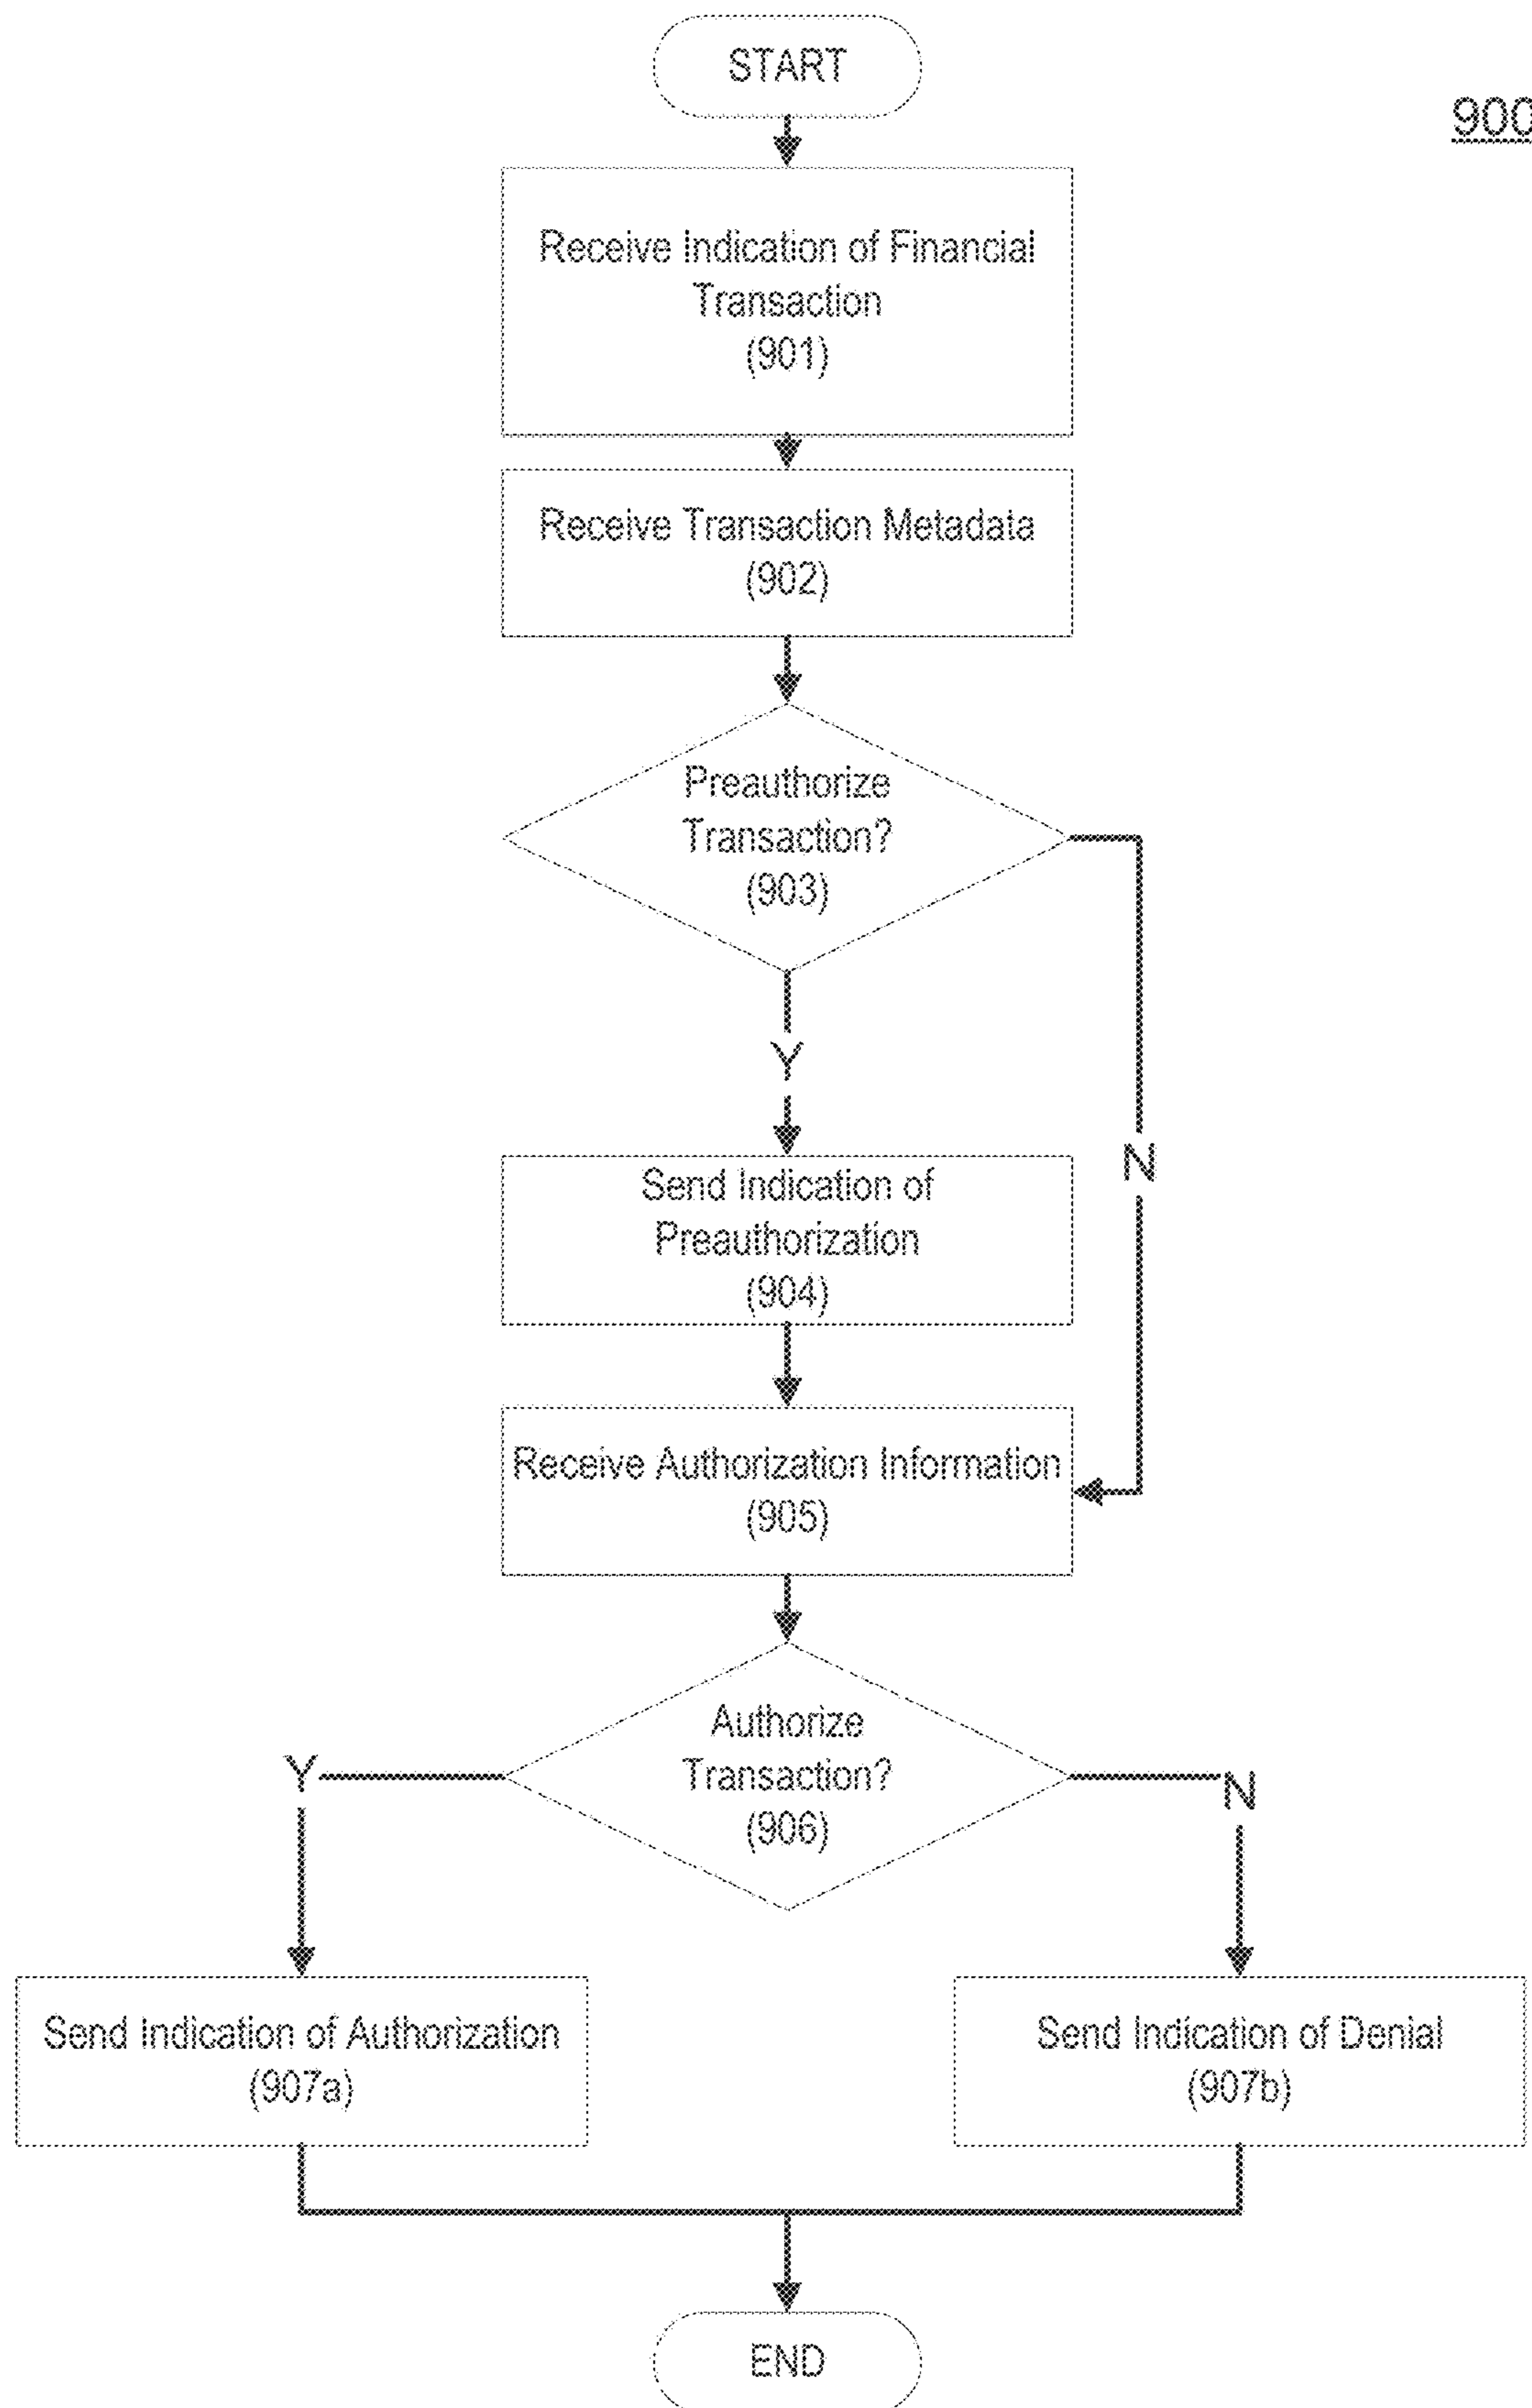 START
900
Receive Indication of Financial
Transaction
(901)
Receive Transaction Metadata
(902)
Preauthorize
Transaction?
(903)
Y
N
Send Indication of
Preauthorization
(904)
Receive Authorization Information
(905)
Authorize
Transaction?
(906)
Y
N
Send Indication of Authorization
(907a)
Send Indication of Denial
(907b)
END